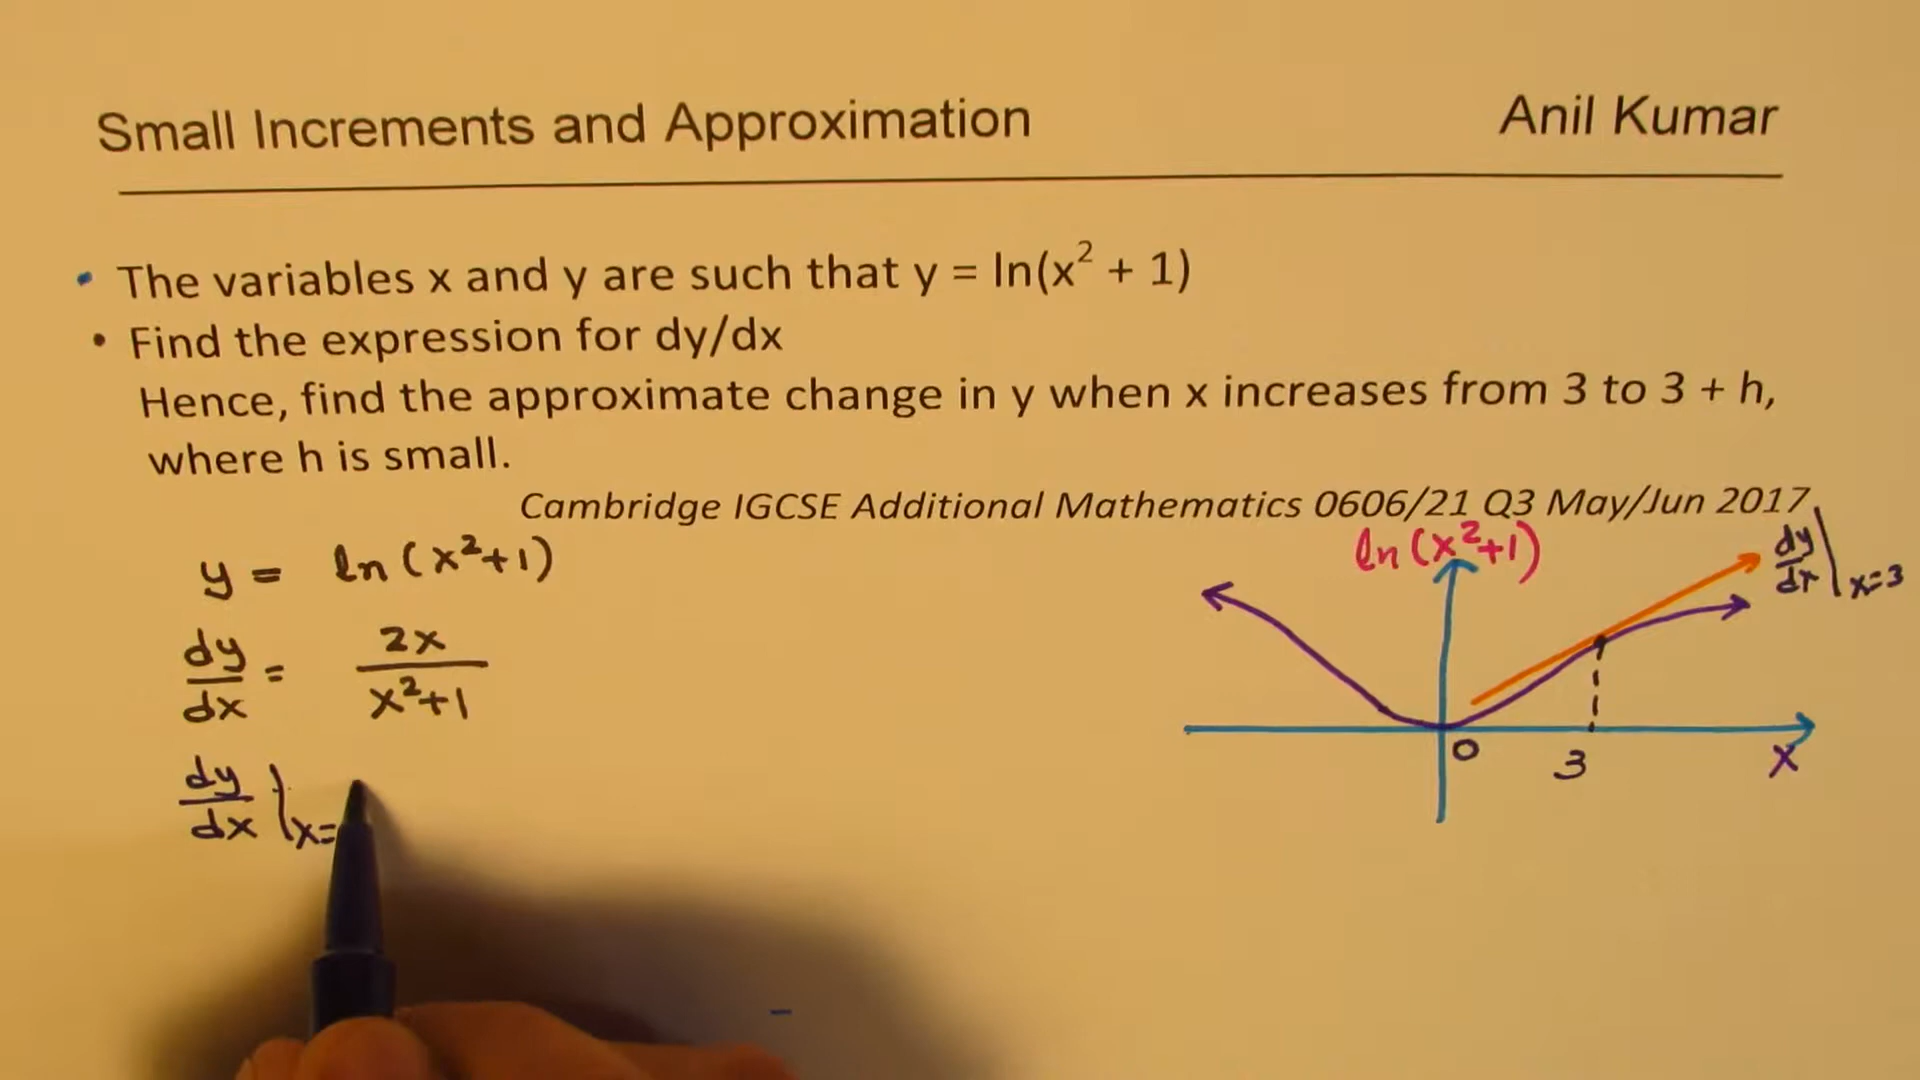 Small Increments and Approximation
Anil Kumar
• The variables x and y are such that y = ln(x² + 1)
• Find the expression for dy/dx
Hence, find the approximate change in y when x increases from 3 to 3 + h,
where h is small.
Cambridge IGCSE Additional Mathematics 0606/21 Q3 May/Jun 2017
y = ln(x²+1)
dy/dx = 2x/(x²+1)
dy/dx |x=
ln(x²+1)
dy/dx |x=3
0
3
x